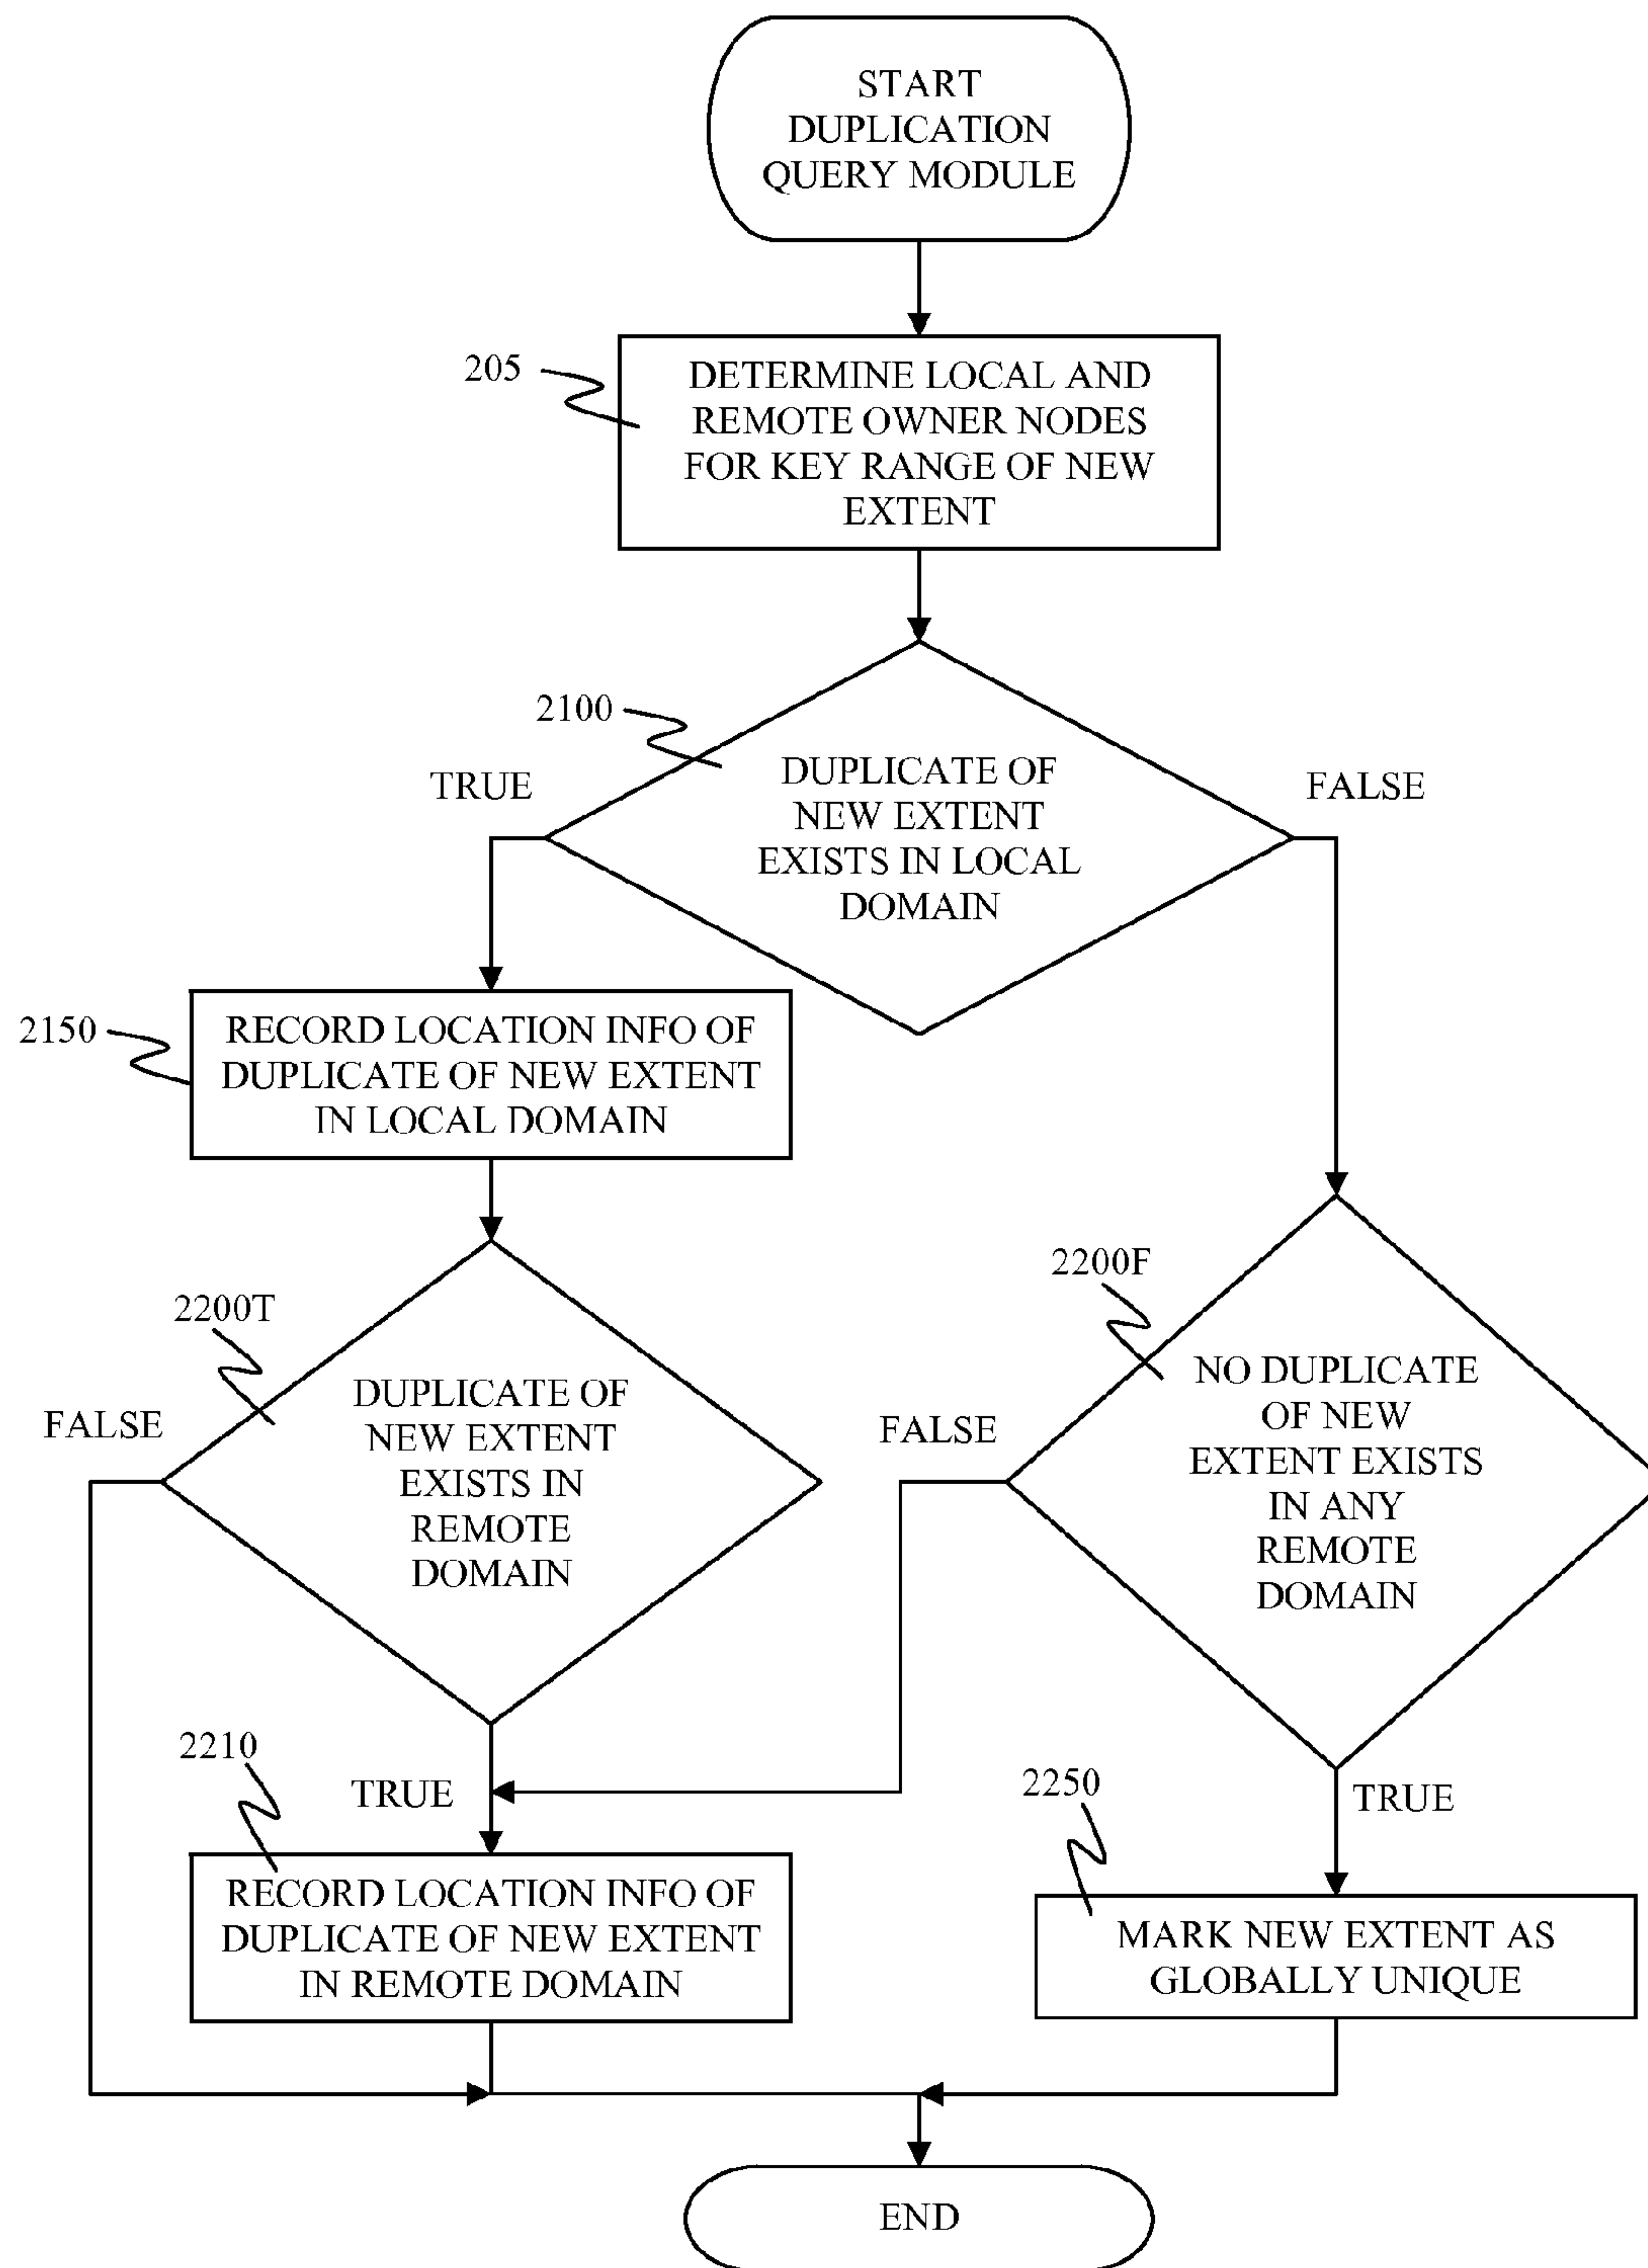 START
DUPLICATION
QUERY MODULE
205
DETERMINE LOCAL AND
REMOTE OWNER NODES
FOR KEY RANGE OF NEW
EXTENT
2100
TRUE
DUPLICATE OF
NEW EXTENT
EXISTS IN LOCAL
DOMAIN
FALSE
2150
RECORD LOCATION INFO OF
DUPLICATE OF NEW EXTENT
IN LOCAL DOMAIN
2200T
FALSE
DUPLICATE OF
NEW EXTENT
EXISTS IN
REMOTE
DOMAIN
TRUE
2200F
FALSE
NO DUPLICATE
OF NEW
EXTENT EXISTS
IN ANY
REMOTE
DOMAIN
TRUE
2210
RECORD LOCATION INFO OF
DUPLICATE OF NEW EXTENT
IN REMOTE DOMAIN
2250
MARK NEW EXTENT AS
GLOBALLY UNIQUE
END